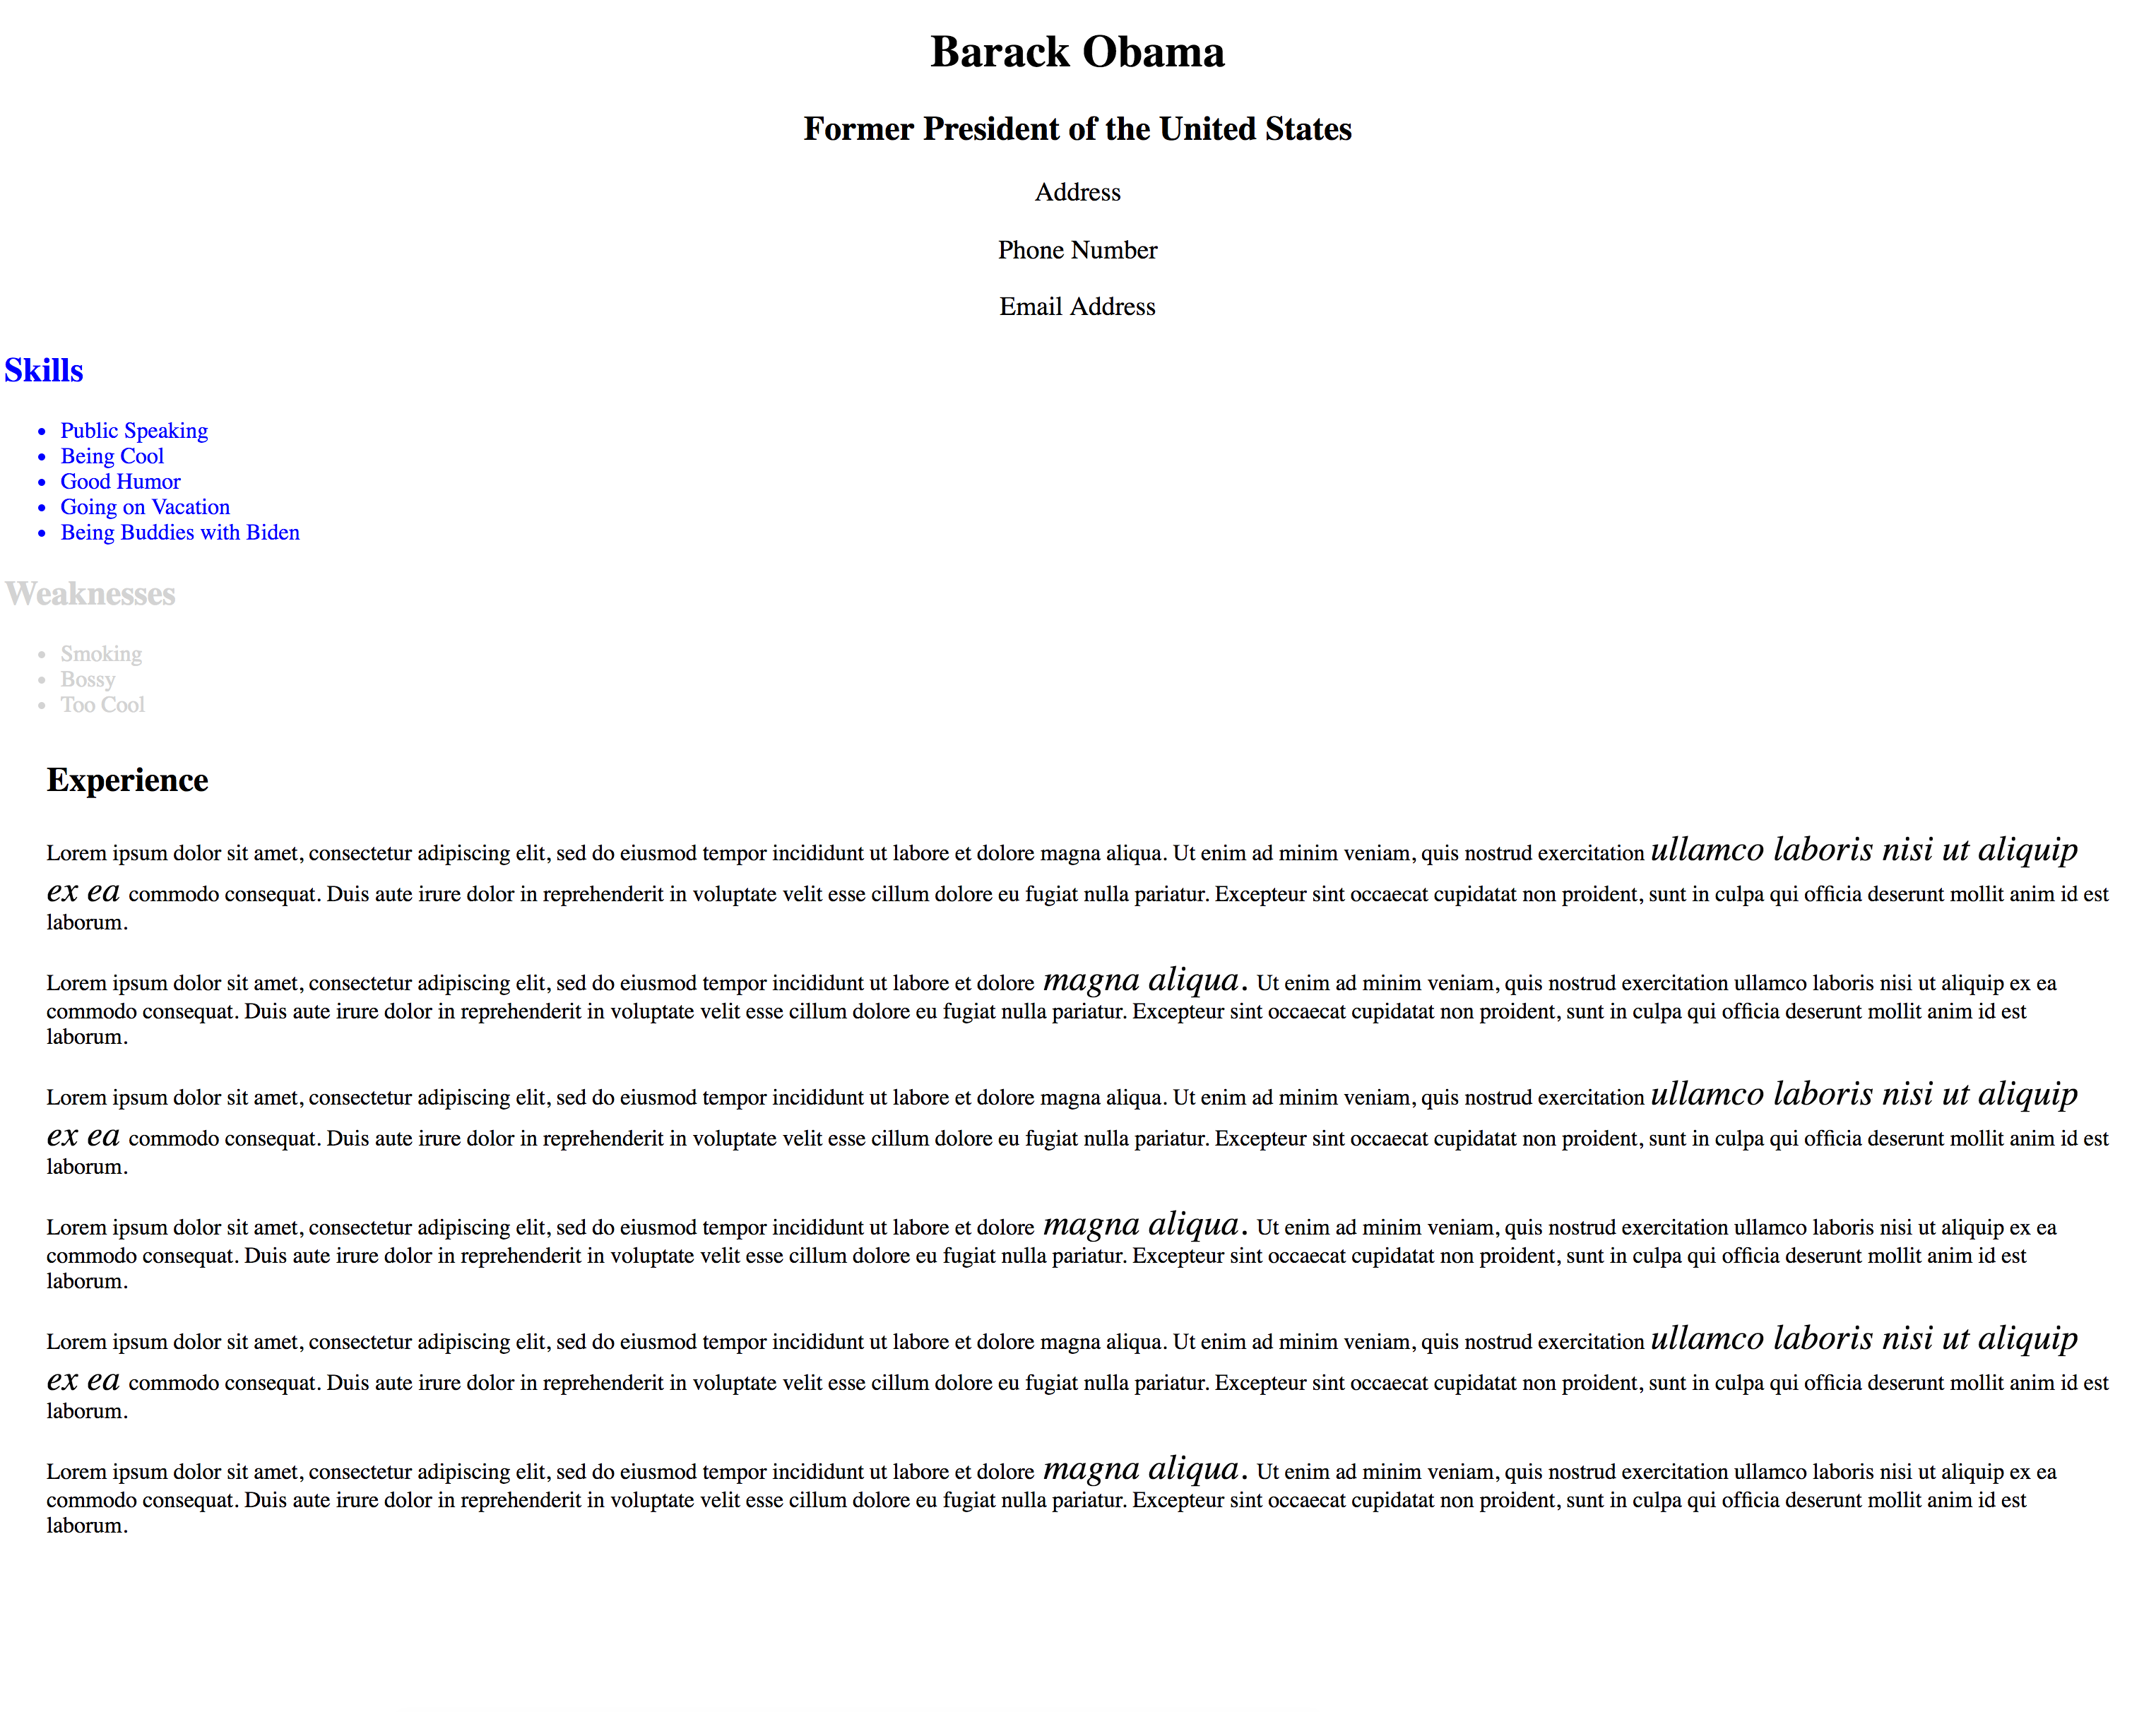 Barack Obama
Former President of the United States
Address
Phone Number
Email Address
Skills
• Public Speaking
• Being Cool
• Good Humor
• Going on Vacation
• Being Buddies with Biden
Weaknesses
• Smoking
• Bossy
• Too Cool
Experience
Lorem ipsum dolor sit amet, consectetur adipiscing elit, sed do eiusmod tempor incididunt ut labore et dolore magna aliqua. Ut enim ad minim veniam, quis nostrud exercitation ullamco laboris nisi ut aliquip
ex ea commodo consequat. Duis aute irure dolor in reprehenderit in voluptate velit esse cillum dolore eu fugiat nulla pariatur. Excepteur sint occaecat cupidatat non proident, sunt in culpa qui officia deserunt mollit anim id est
laborum.
Lorem ipsum dolor sit amet, consectetur adipiscing elit, sed do eiusmod tempor incididunt ut labore et dolore magna aliqua. Ut enim ad minim veniam, quis nostrud exercitation ullamco laboris nisi ut aliquip ex ea
commodo consequat. Duis aute irure dolor in reprehenderit in voluptate velit esse cillum dolore eu fugiat nulla pariatur. Excepteur sint occaecat cupidatat non proident, sunt in culpa qui officia deserunt mollit anim id est
laborum.
Lorem ipsum dolor sit amet, consectetur adipiscing elit, sed do eiusmod tempor incididunt ut labore et dolore magna aliqua. Ut enim ad minim veniam, quis nostrud exercitation ullamco laboris nisi ut aliquip
ex ea commodo consequat. Duis aute irure dolor in reprehenderit in voluptate velit esse cillum dolore eu fugiat nulla pariatur. Excepteur sint occaecat cupidatat non proident, sunt in culpa qui officia deserunt mollit anim id est
laborum.
Lorem ipsum dolor sit amet, consectetur adipiscing elit, sed do eiusmod tempor incididunt ut labore et dolore magna aliqua. Ut enim ad minim veniam, quis nostrud exercitation ullamco laboris nisi ut aliquip ex ea
commodo consequat. Duis aute irure dolor in reprehenderit in voluptate velit esse cillum dolore eu fugiat nulla pariatur. Excepteur sint occaecat cupidatat non proident, sunt in culpa qui officia deserunt mollit anim id est
laborum.
Lorem ipsum dolor sit amet, consectetur adipiscing elit, sed do eiusmod tempor incididunt ut labore et dolore magna aliqua. Ut enim ad minim veniam, quis nostrud exercitation ullamco laboris nisi ut aliquip
ex ea commodo consequat. Duis aute irure dolor in reprehenderit in voluptate velit esse cillum dolore eu fugiat nulla pariatur. Excepteur sint occaecat cupidatat non proident, sunt in culpa qui officia deserunt mollit anim id est
laborum.
Lorem ipsum dolor sit amet, consectetur adipiscing elit, sed do eiusmod tempor incididunt ut labore et dolore magna aliqua. Ut enim ad minim veniam, quis nostrud exercitation ullamco laboris nisi ut aliquip ex ea
commodo consequat. Duis aute irure dolor in reprehenderit in voluptate velit esse cillum dolore eu fugiat nulla pariatur. Excepteur sint occaecat cupidatat non proident, sunt in culpa qui officia deserunt mollit anim id est
laborum.